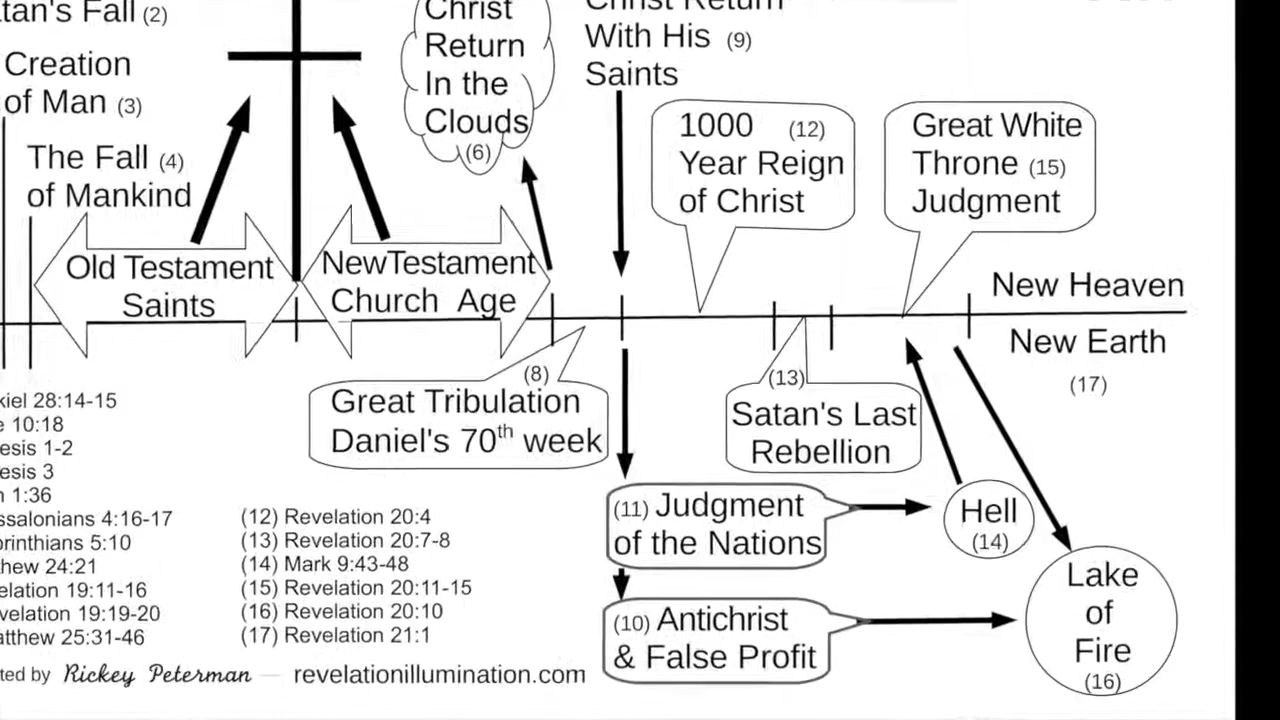 tan's Fall (2)
Creation
of Man (3)
The Fall (4)
of Mankind
Christ
Return
In the
Clouds
(6)
Christ Return
With His (9)
Saints
1000 (12)
Year Reign
of Christ
Great White
Throne (15)
Judgment
Old Testament
Saints
NewTestament
Church Age
New Heaven
New Earth
(17)
(8)
Great Tribulation
Daniel's 70th week
(13)
Satan's Last
Rebellion
(11) Judgment
of the Nations
Hell
(14)
(10) Antichrist
& False Profit
Lake
of
Fire
(16)
kiel 28:14-15
e 10:18
esis 1-2
esis 3
n 1:36
ssalonians 4:16-17
orinthians 5:10
thew 24:21
elation 19:11-16
velation 19:19-20
atthew 25:31-46
(12) Revelation 20:4
(13) Revelation 20:7-8
(14) Mark 9:43-48
(15) Revelation 20:11-15
(16) Revelation 20:10
(17) Revelation 21:1
ted by Rickey Peterman — revelationillumination.com